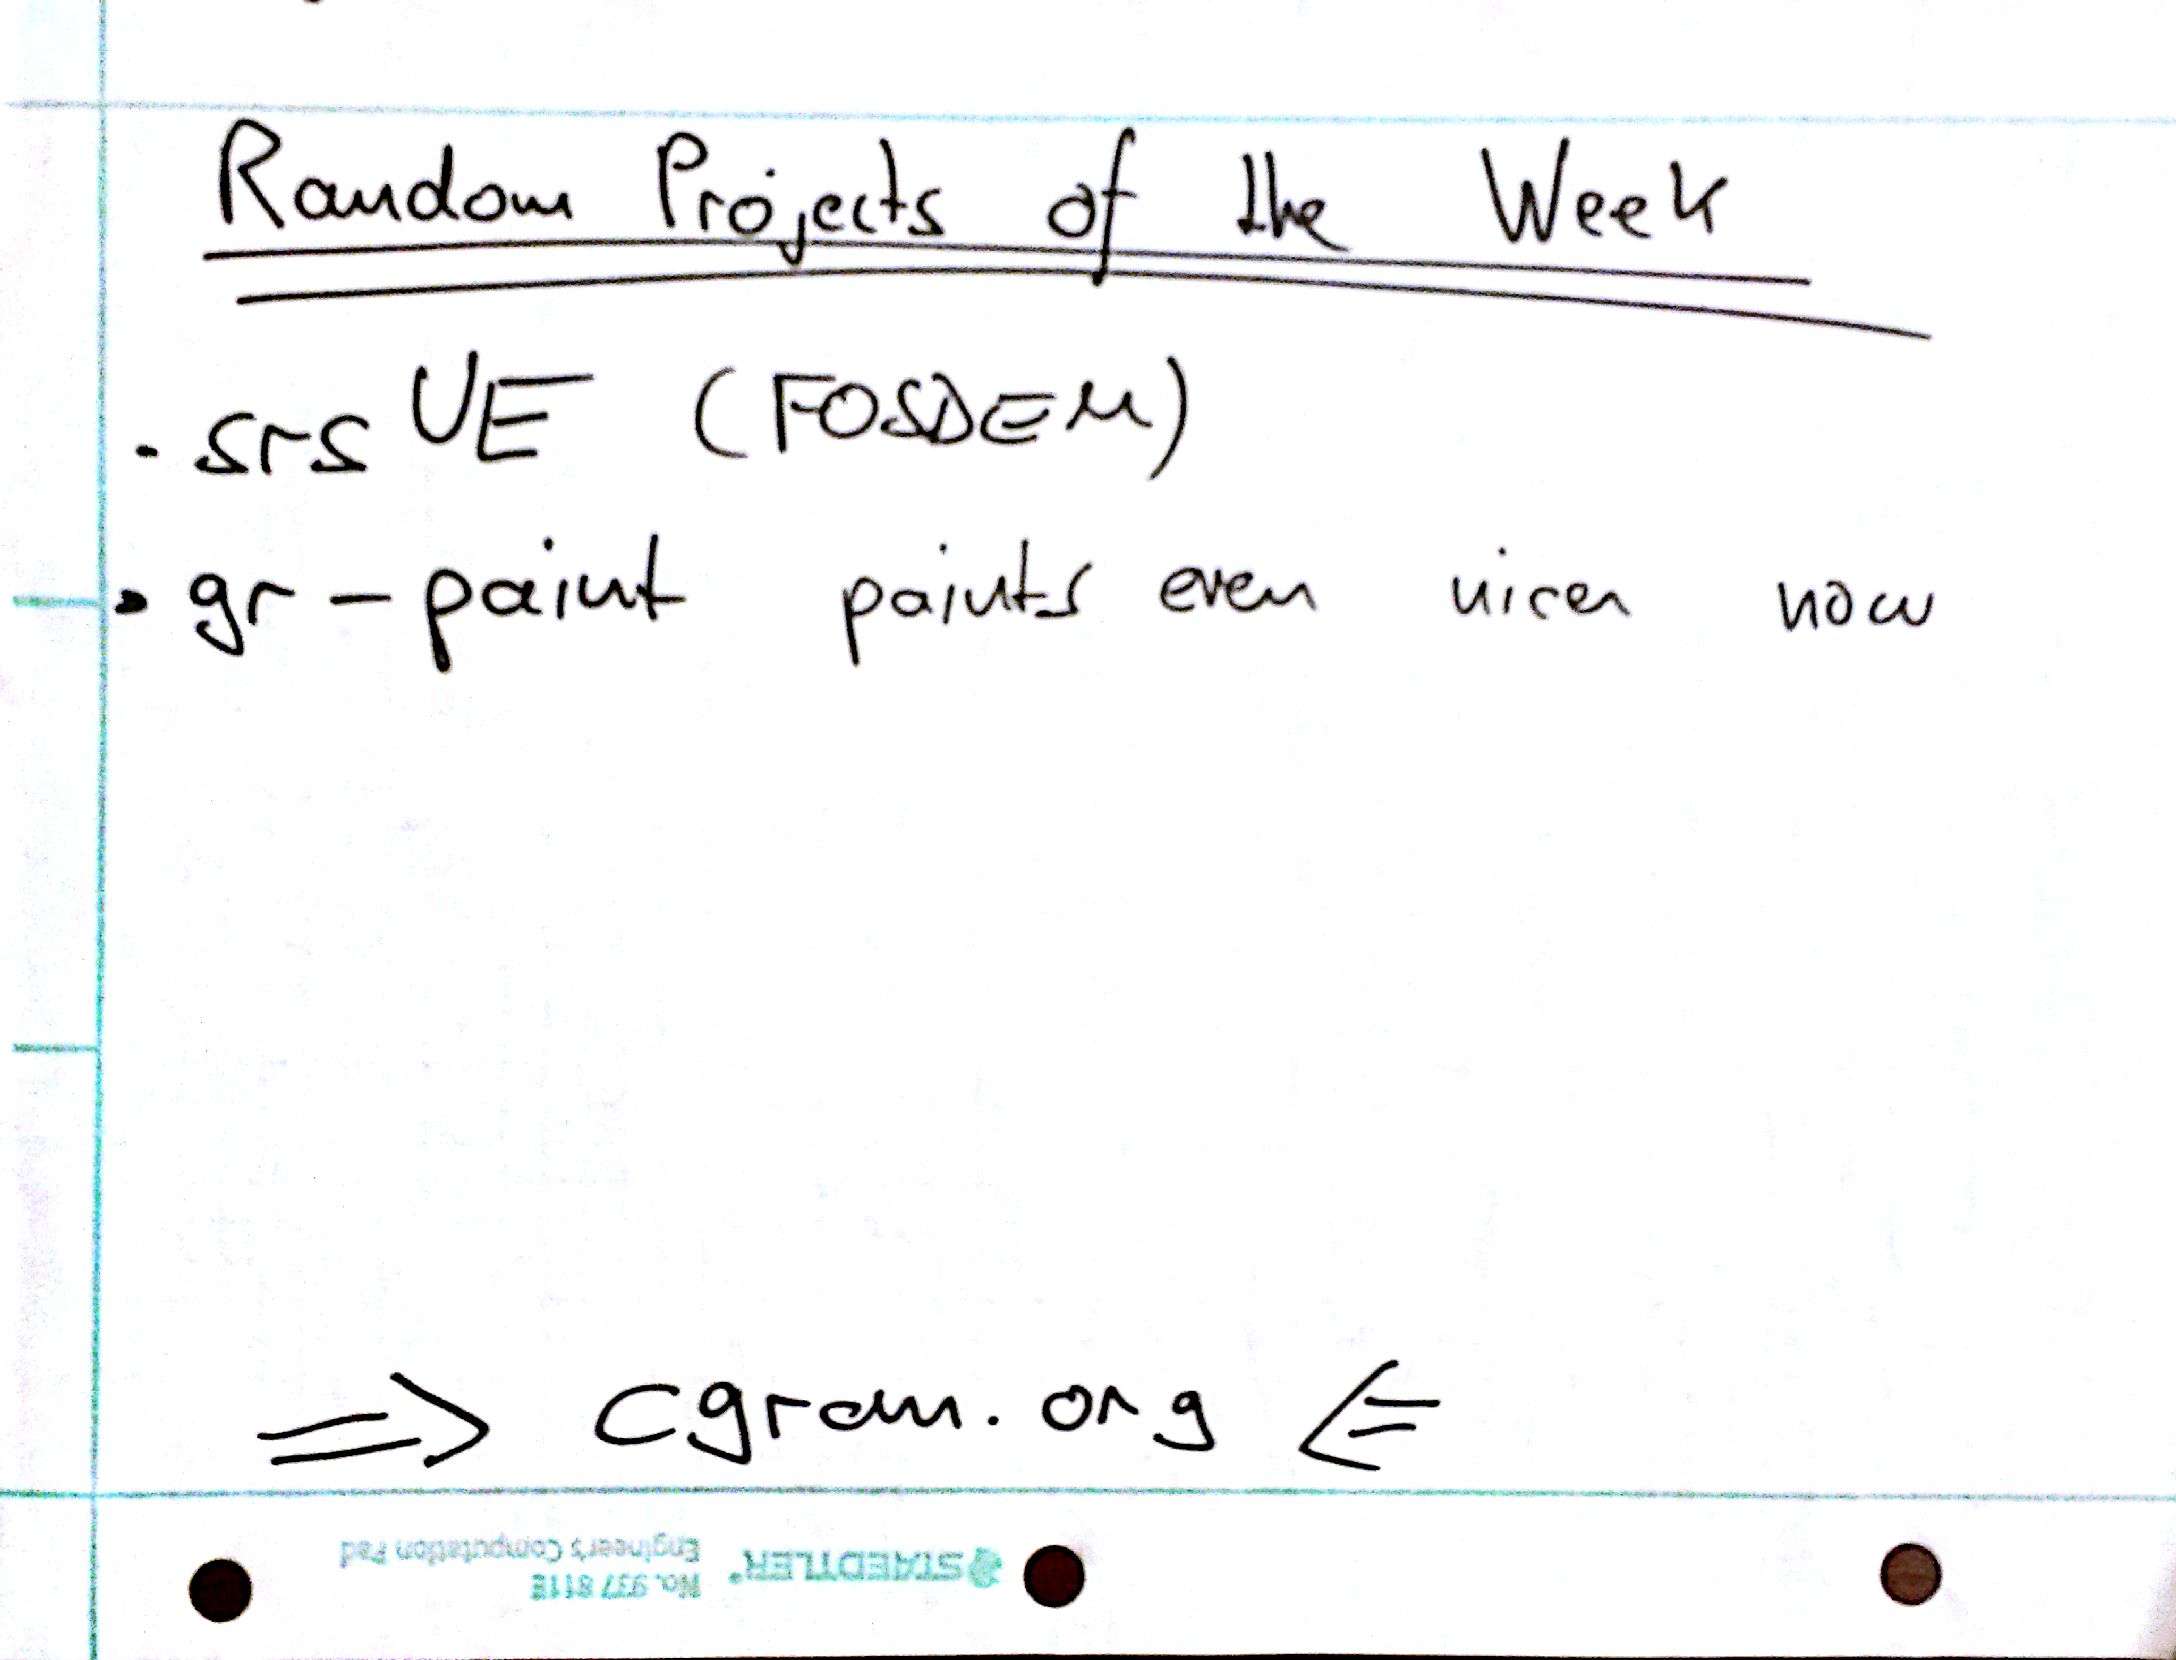 Random Projects of the Week
· srsUE (FOSDEM)
· gr-paint paints even nicer now
⇒ cgran.org ⇐
STAEDTLER®
No. 937 811E
Engineer's Computation Pad